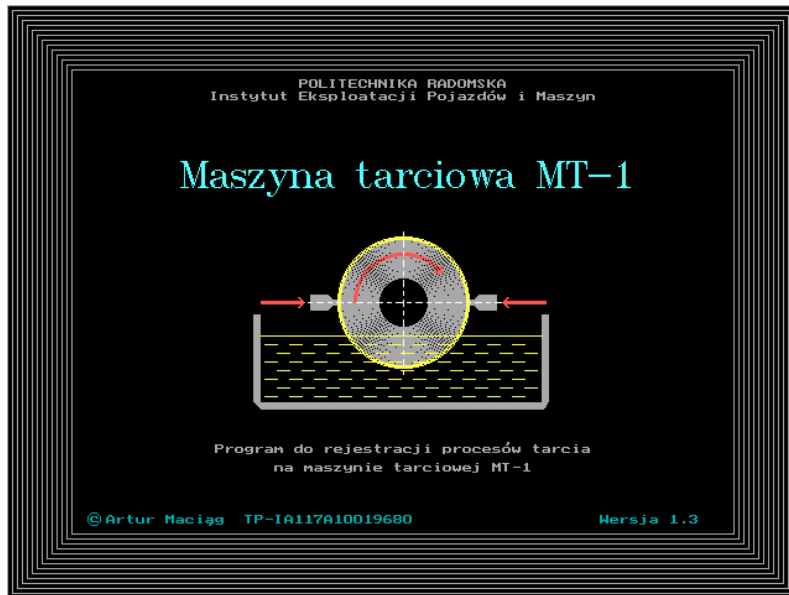 POLITECHNIKA RADOMSKA
Instytut Eksploatacji Pojazdów i Maszyn
Maszyna tarciowa MT-1
Program do rejestracji procesów tarcia
na maszynie tarciowej MT-1
©Artur Maciąg TP-IA117A10019680 Wersja 1.3